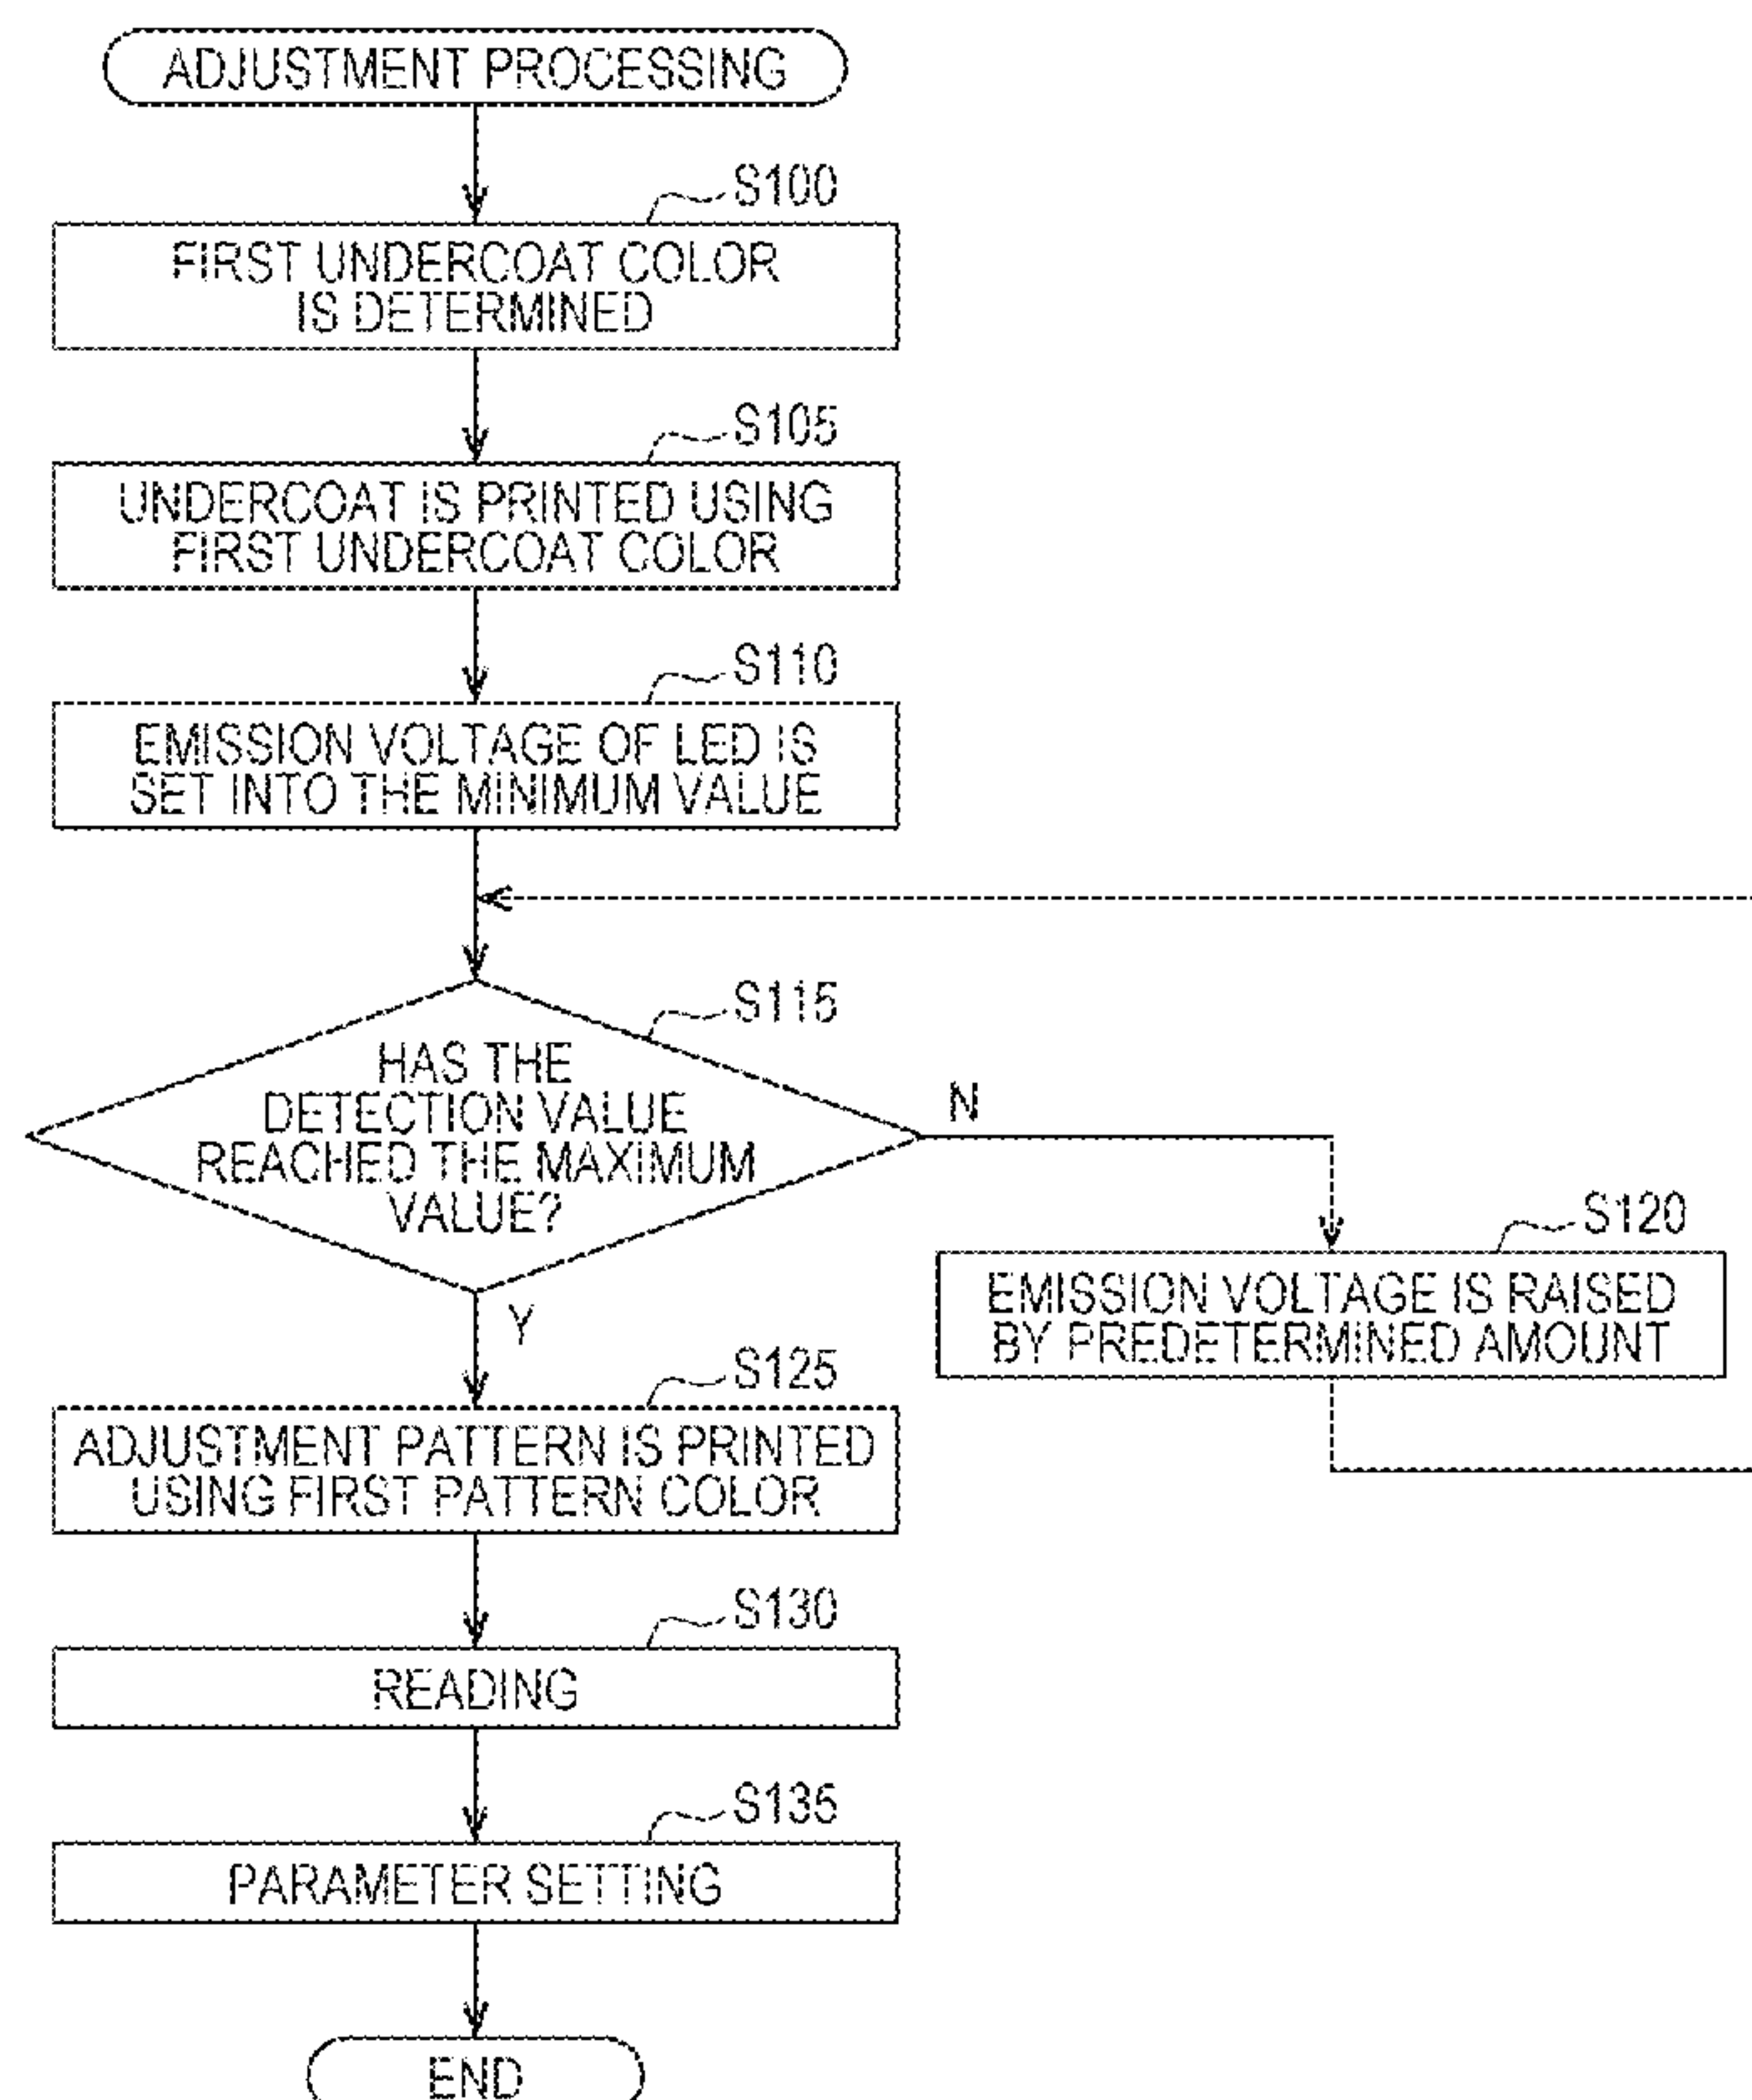 ADJUSTMENT PROCESSING
S100
FIRST UNDERCOAT COLOR
IS DETERMINED
S105
UNDERCOAT IS PRINTED USING
FIRST UNDERCOAT COLOR
S110
EMISSION VOLTAGE OF LED IS
SET INTO THE MINIMUM VALUE
S115
HAS THE
DETECTION VALUE
REACHED THE MAXIMUM
VALUE?
N
S120
EMISSION VOLTAGE IS RAISED
BY PREDETERMINED AMOUNT
Y
S125
ADJUSTMENT PATTERN IS PRINTED
USING FIRST PATTERN COLOR
S130
READING
S135
PARAMETER SETTING
END